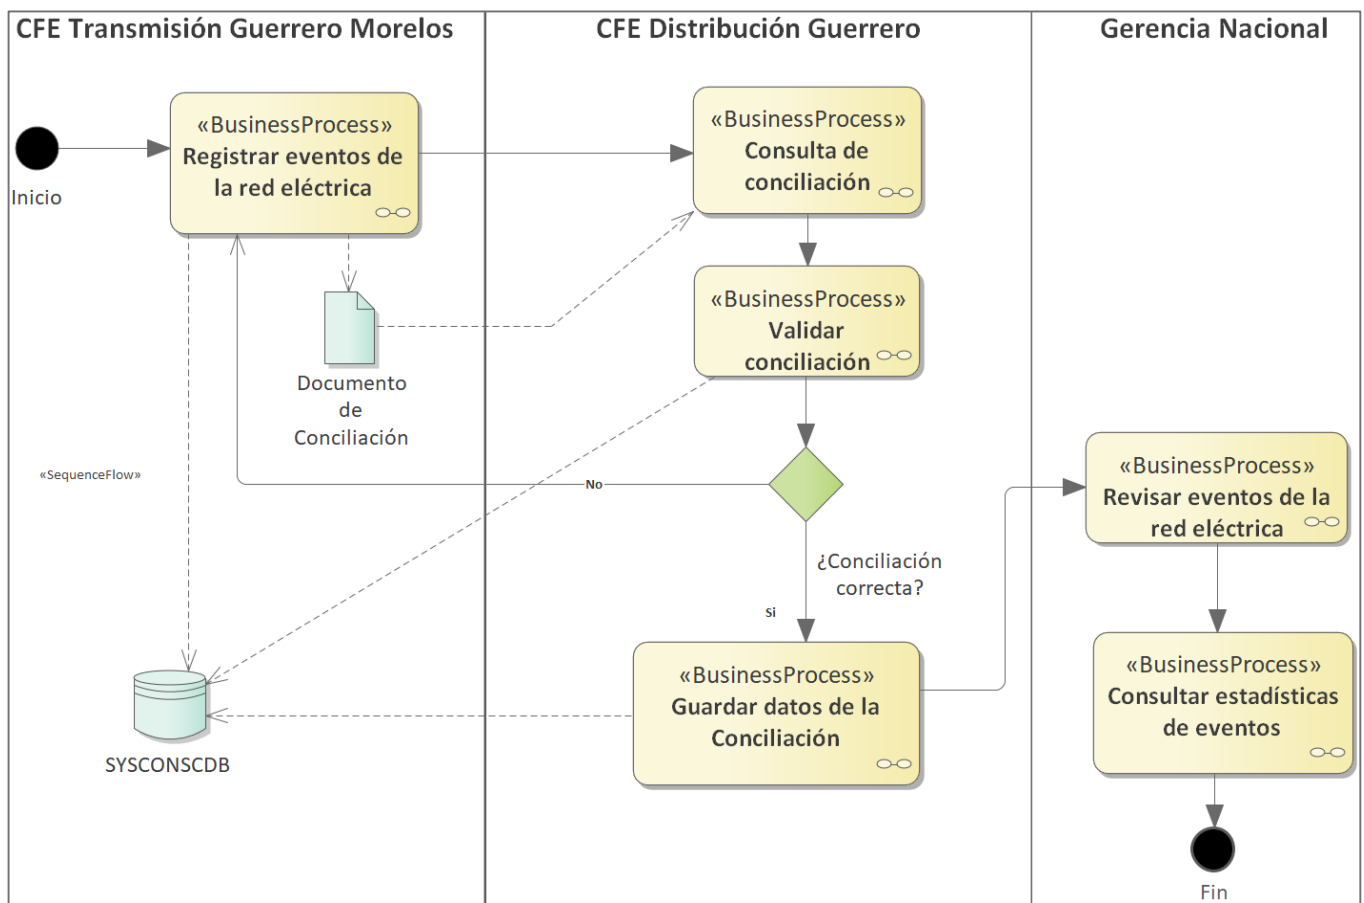 CFE Transmisión Guerrero Morelos
CFE Distribución Guerrero
Gerencia Nacional
Inicio
«BusinessProcess»
Registrar eventos de
la red eléctrica
«BusinessProcess»
Consulta de
conciliación
Documento
de
Conciliación
«BusinessProcess»
Validar
conciliación
«SequenceFlow»
No
¿Conciliación
correcta?
Si
«BusinessProcess»
Revisar eventos de la
red eléctrica
SYSCONSCDB
«BusinessProcess»
Guardar datos de la
Conciliación
«BusinessProcess»
Consultar estadísticas
de eventos
Fin